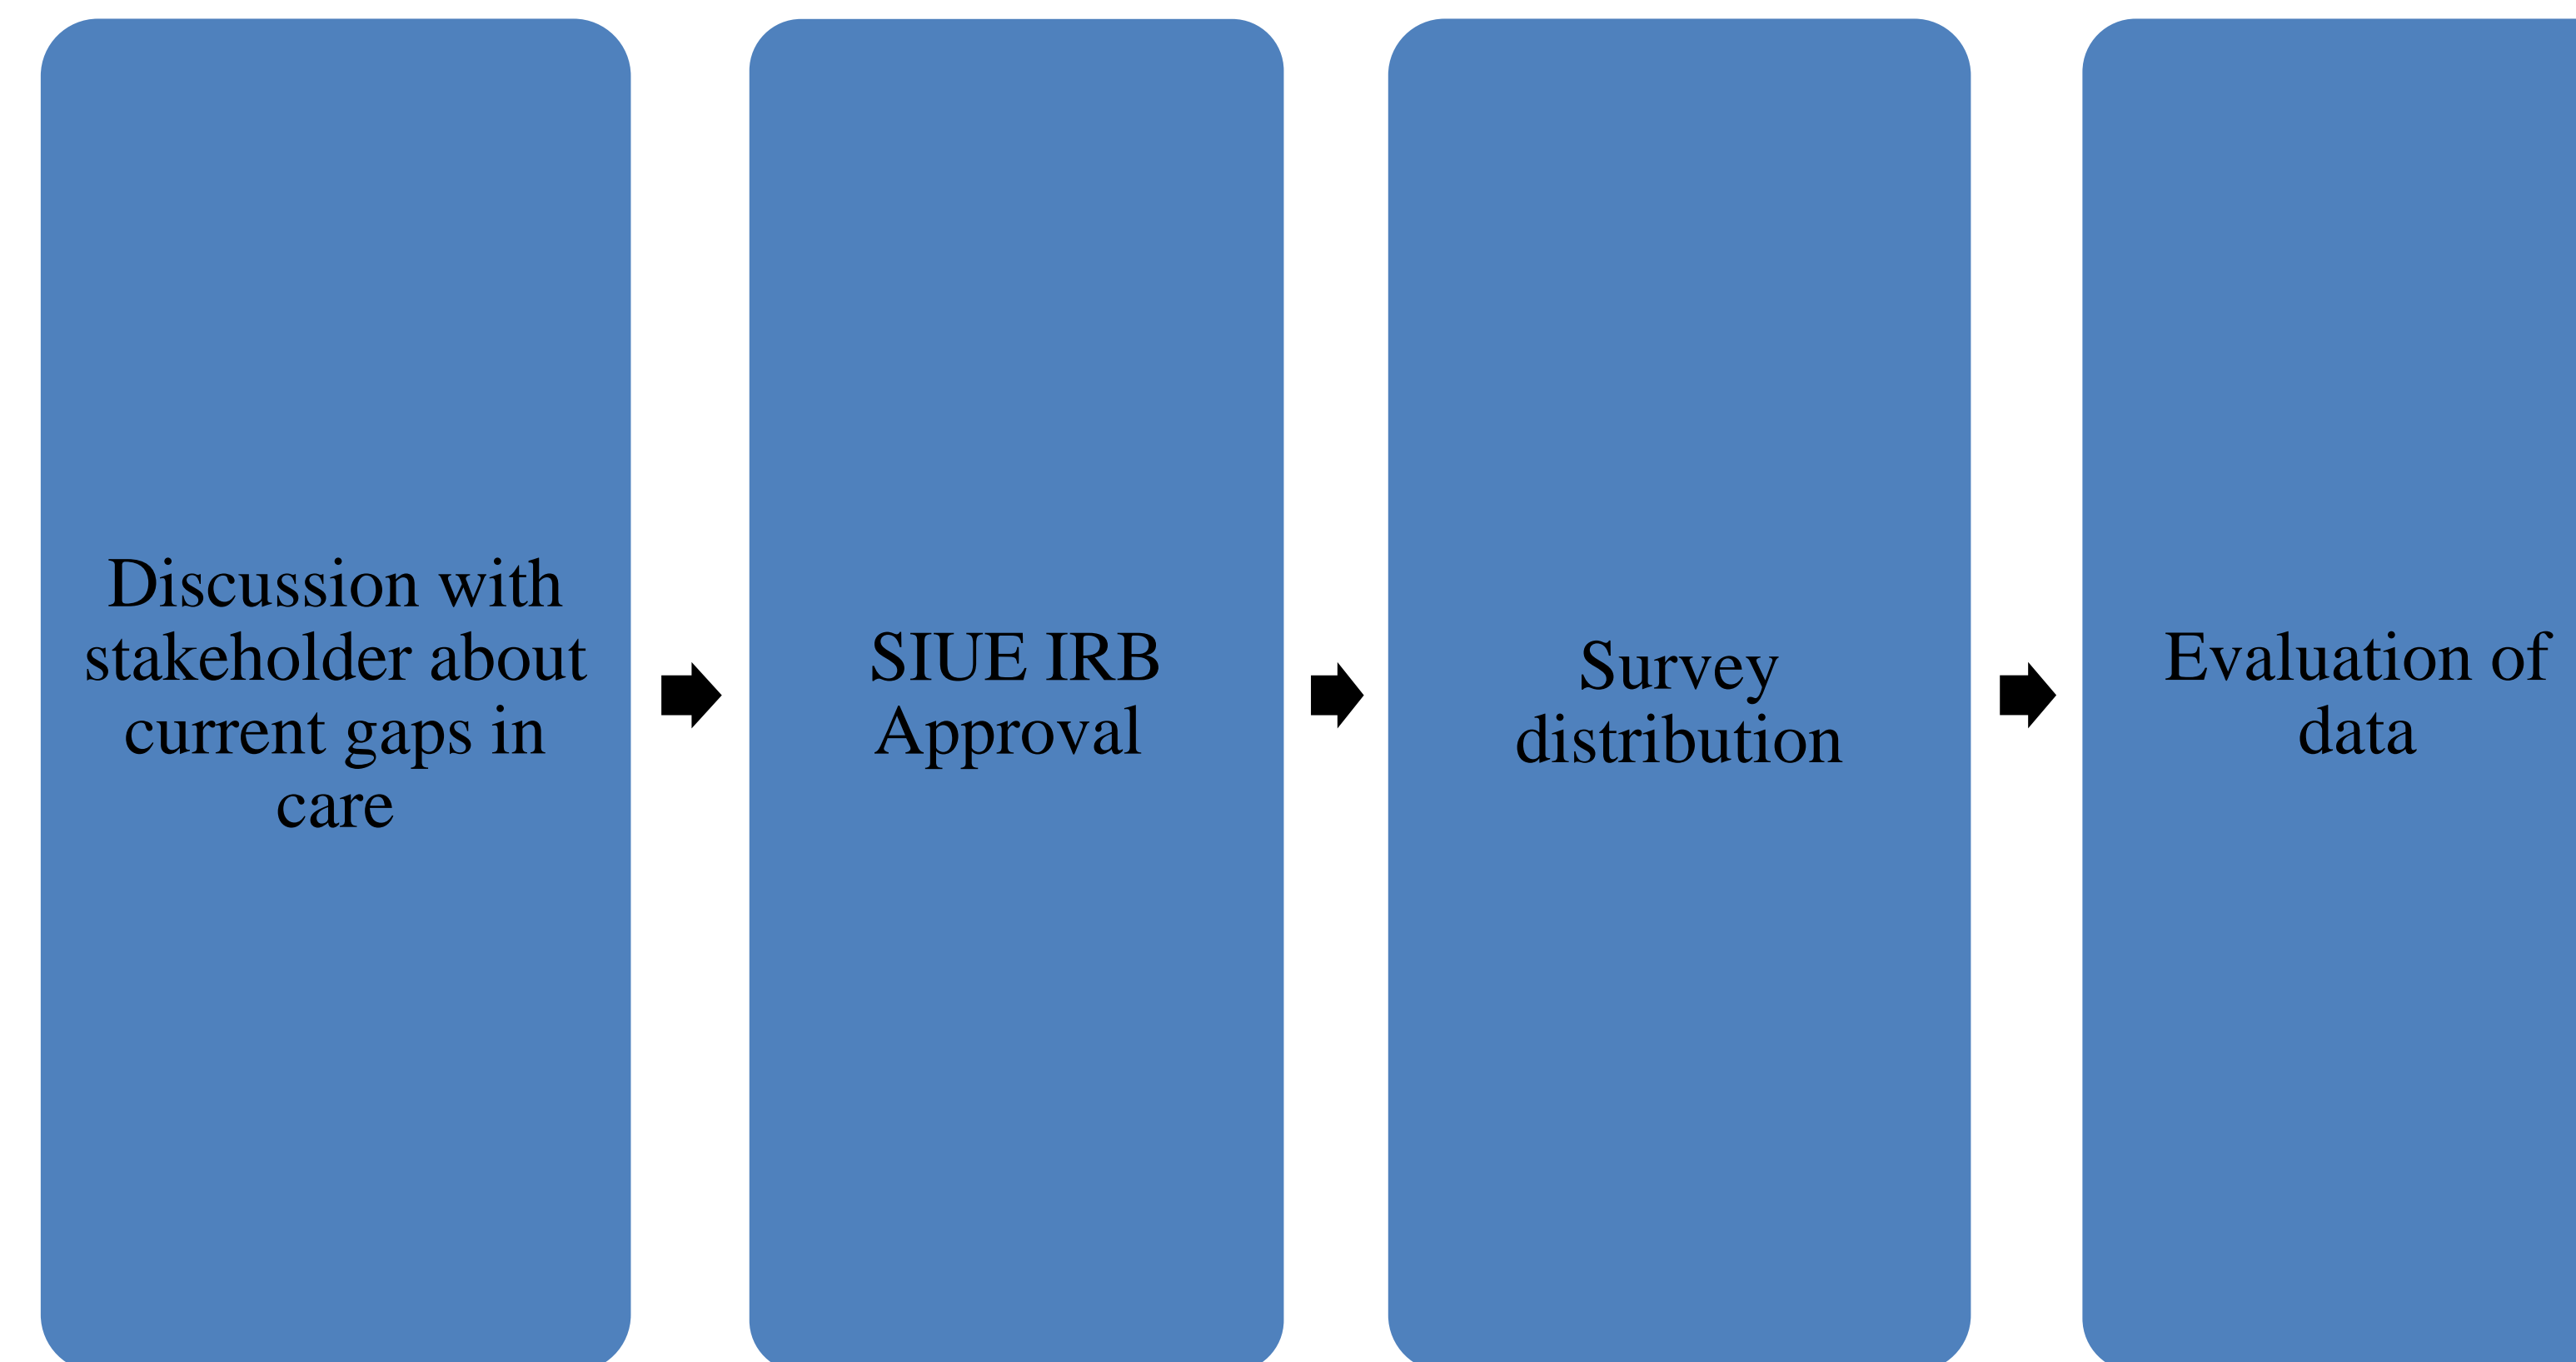 Discussion with
stakeholder about
current gaps in
care
SIUE IRB
Approval
Survey
distribution
Evaluation of
data